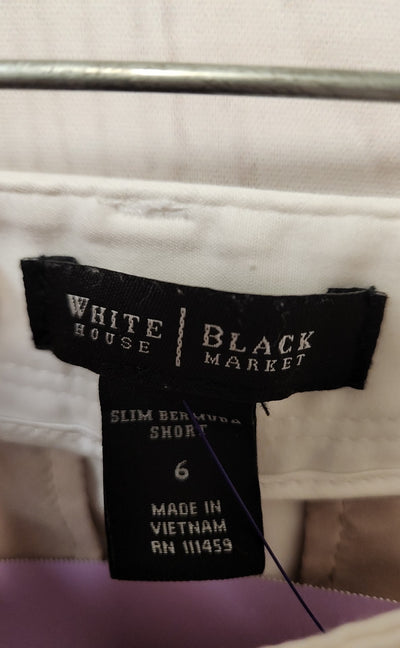 WHITE | BLACK
HOUSE MARKET
SLIM BERMUDA
SHORT
6
MADE IN
VIETNAM
RN 111459